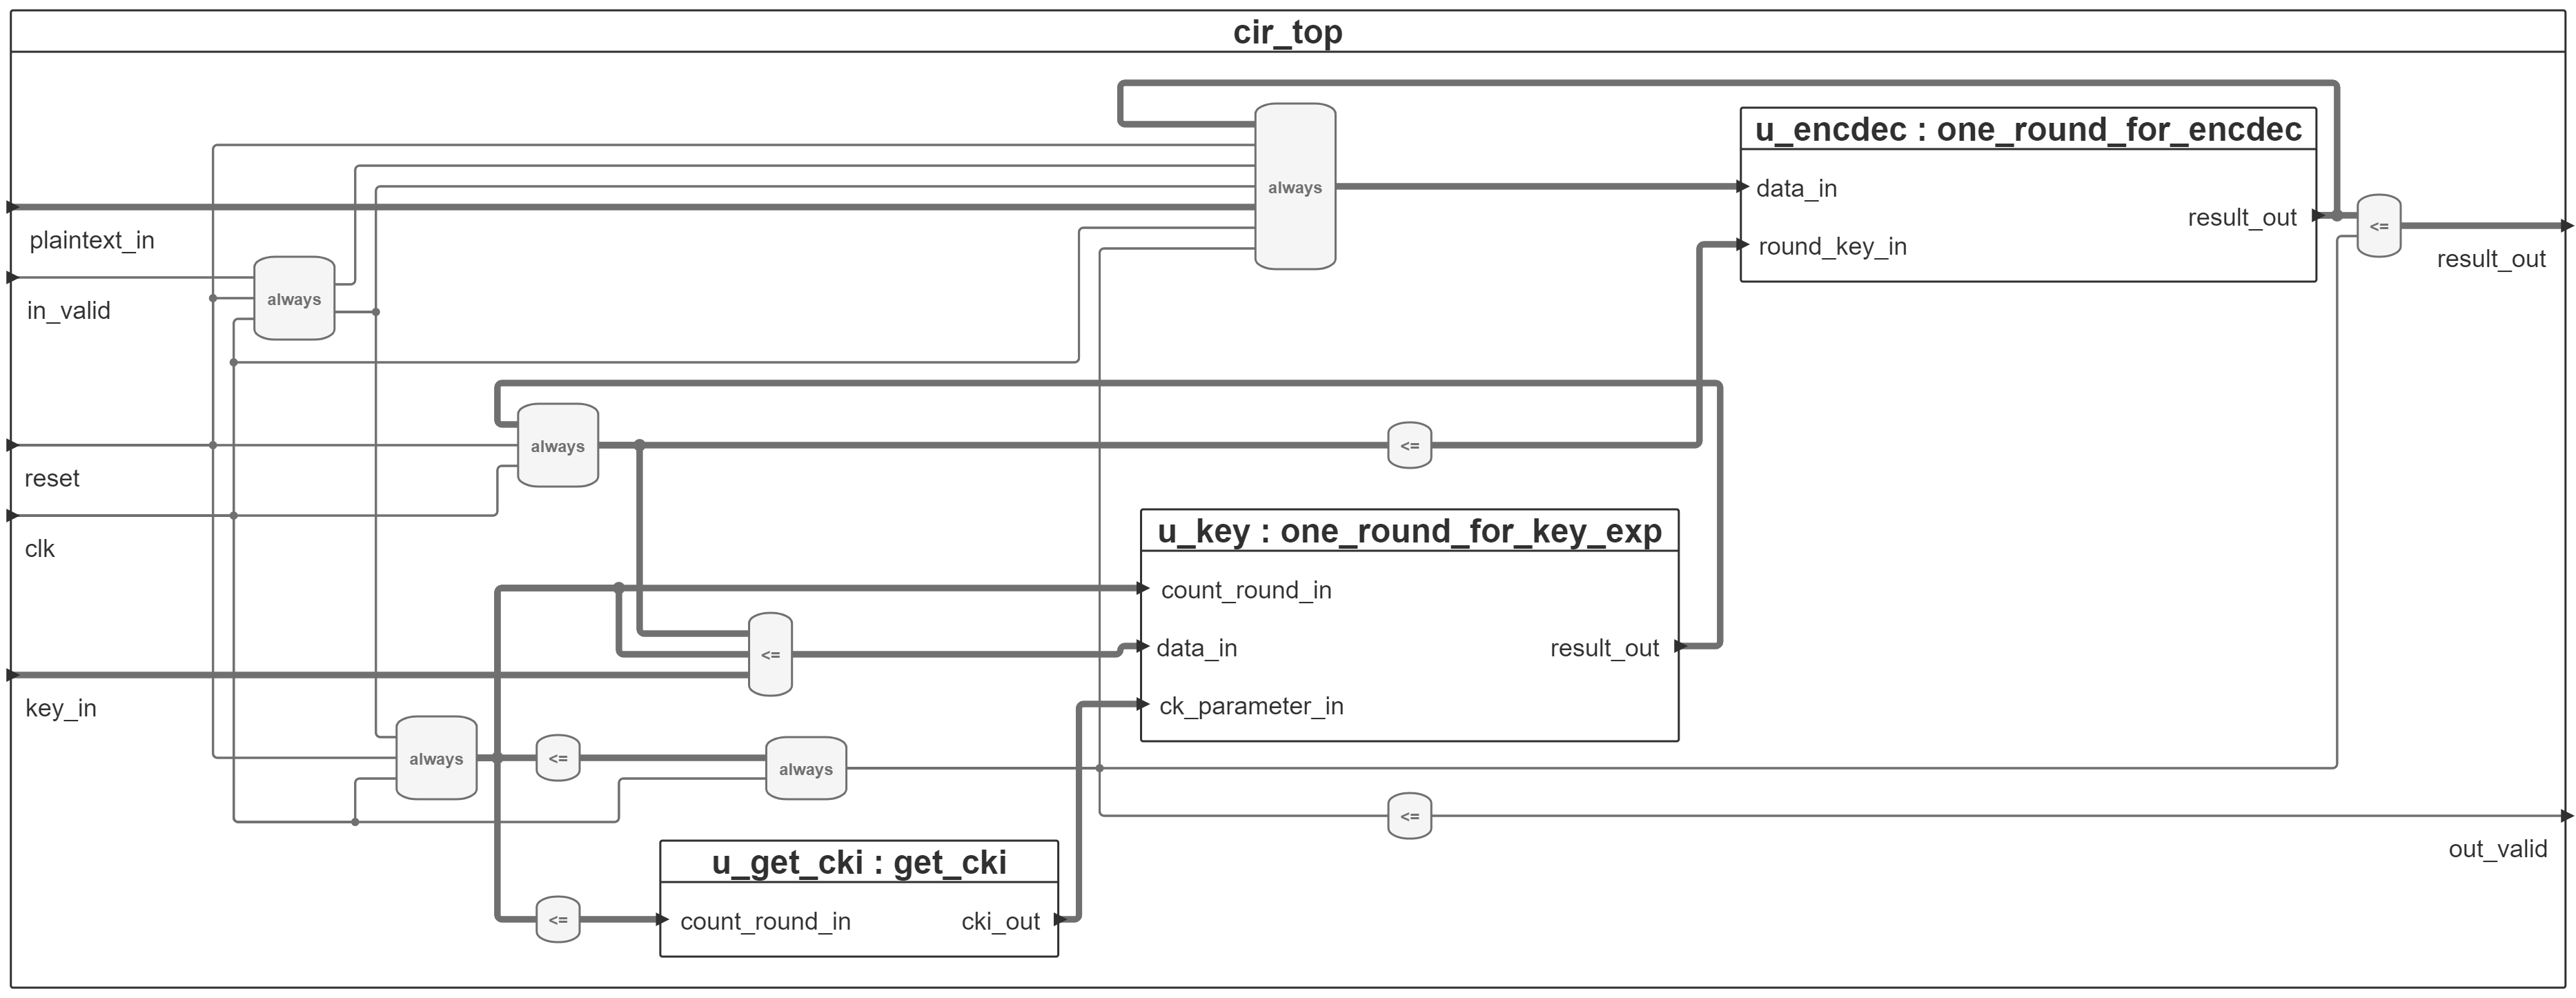 cir_top
u_encdec : one_round_for_encdec
always
data_in
plaintext_in
result_out
<=
round_key_in
result_out
always
in_valid
always
<=
reset
u_key : one_round_for_key_exp
clk
count_round_in
<=
data_in
result_out
key_in
ck_parameter_in
always
<=
always
<=
out_valid
u_get_cki : get_cki
<=
count_round_in
cki_out